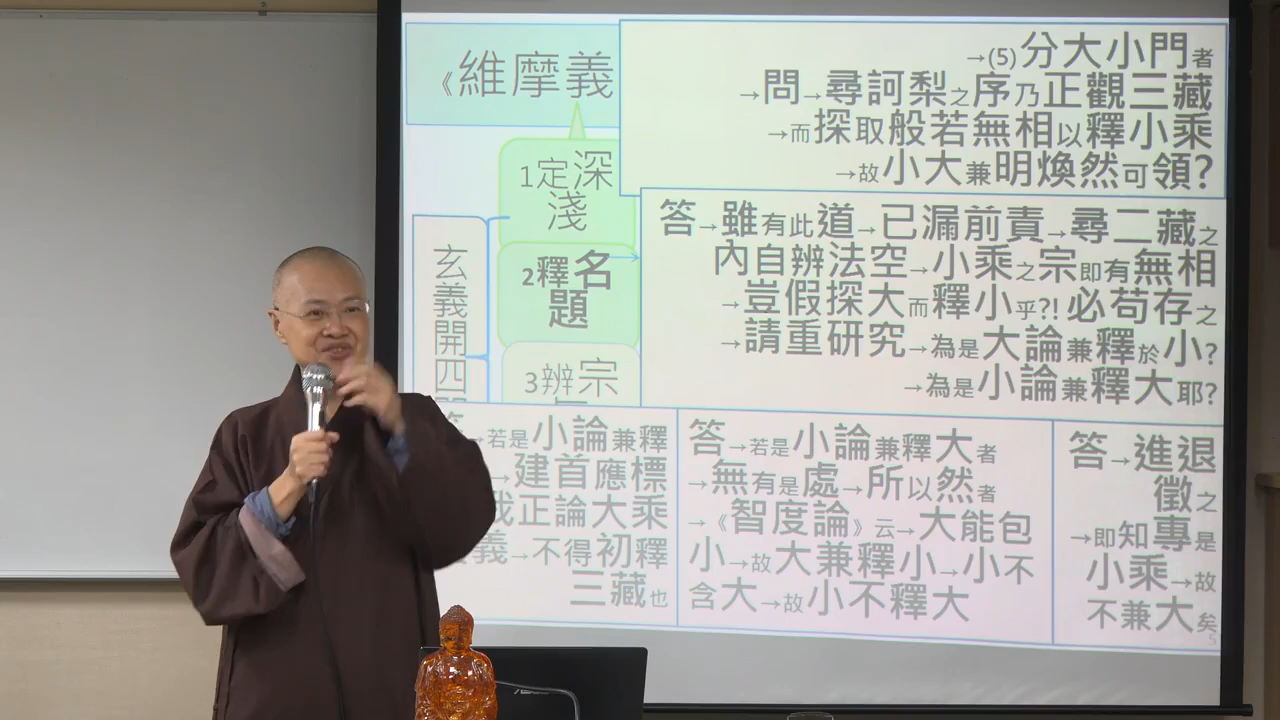 《維摩義
→(5)分大小門者
→問→尋訶梨之序乃正觀三藏
→而探取般若無相以釋小乘
→故小大兼明煥然可領?
1定深
淺
2釋名
題
3辨宗
玄義開四
答→雖有此道→已漏前責→尋二藏之
內自辨法空→小乘之宗即有無相
→豈假探大而釋小乎?!必苟存之
→請重研究→為是大論兼釋於小?
→為是小論兼釋大耶?
→若是小論兼釋
→建首應標
我正論大乘
義→不得初釋
三藏也
答→若是小論兼釋大者
→無有是處→所以然者
→《智度論》云→大能包
小→故大兼釋小→小不
含大→故小不釋大
答→進退
徵之
→即知專是
小乘→故
不兼大矣
5